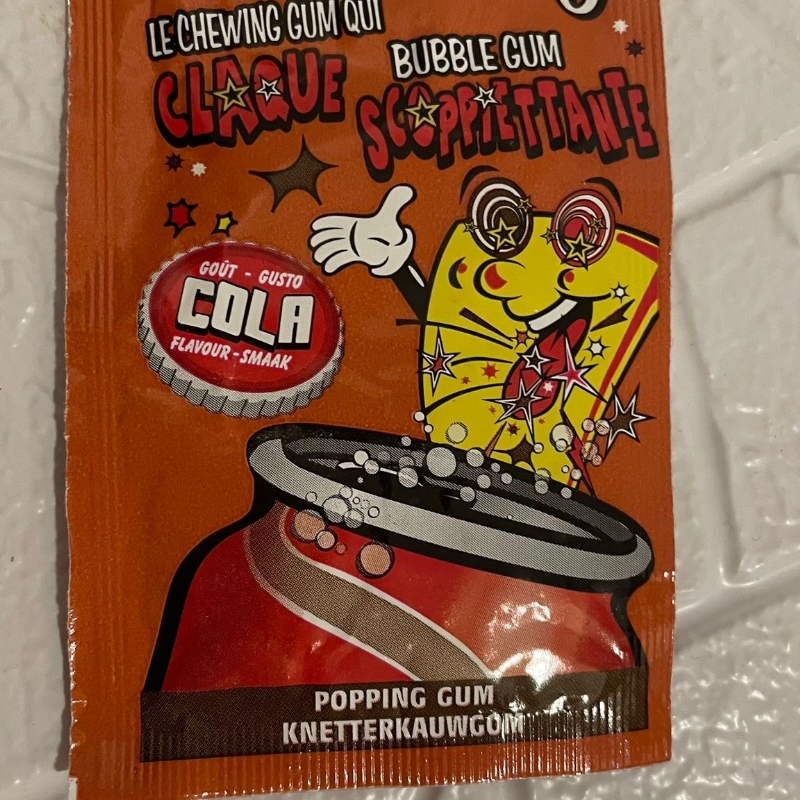 LE CHEWING GUM QUI
CLAQUE
BUBBLE GUM
SCOPPIETTANTE
GOÛT - GUSTO
COLA
FLAVOUR - SMAAK
POPPING GUM
KNETTERKAUWGOM